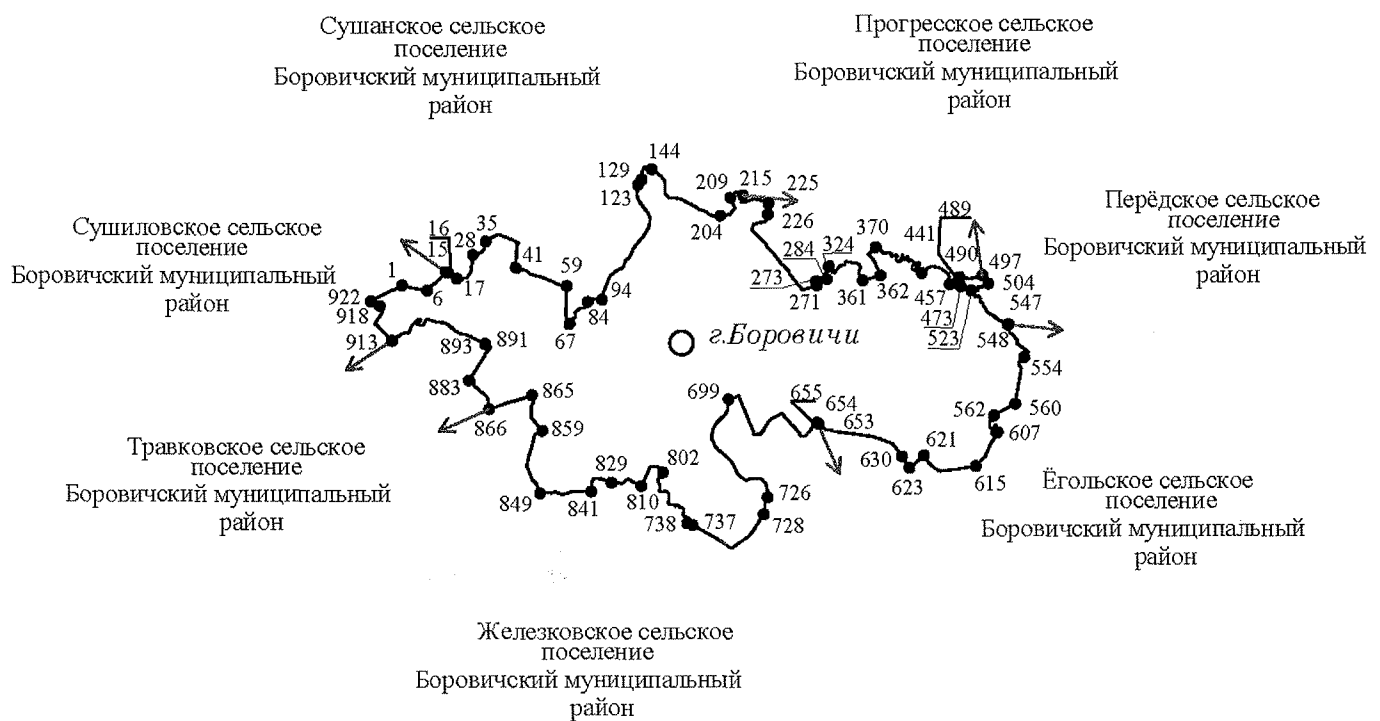 Сушанское сельское
поселение
Боровичский муниципальный
район
Прогресское сельское
поселение
Боровичский муниципальный
район
Сушиловское сельское
поселение
Боровичский муниципальный
район
Перёдское сельское
поселение
Боровичский муниципальный
район
144
129
123
209
215
225
226
204
16
15
28
35
41
59
1
6
17
922
918
913
67
84
94
893
891
883
866
865
859
849
841
829
810
802
738
737
728
726
699
г.Боровичи
284
324
273
271
361
362
370
441
489
490
497
504
457
473
523
547
548
554
560
562
607
615
621
623
630
653
654
655
Травковское сельское
поселение
Боровичский муниципальный
район
Ёгольское сельское
поселение
Боровичский муниципальный
район
Железковское сельское
поселение
Боровичский муниципальный
район